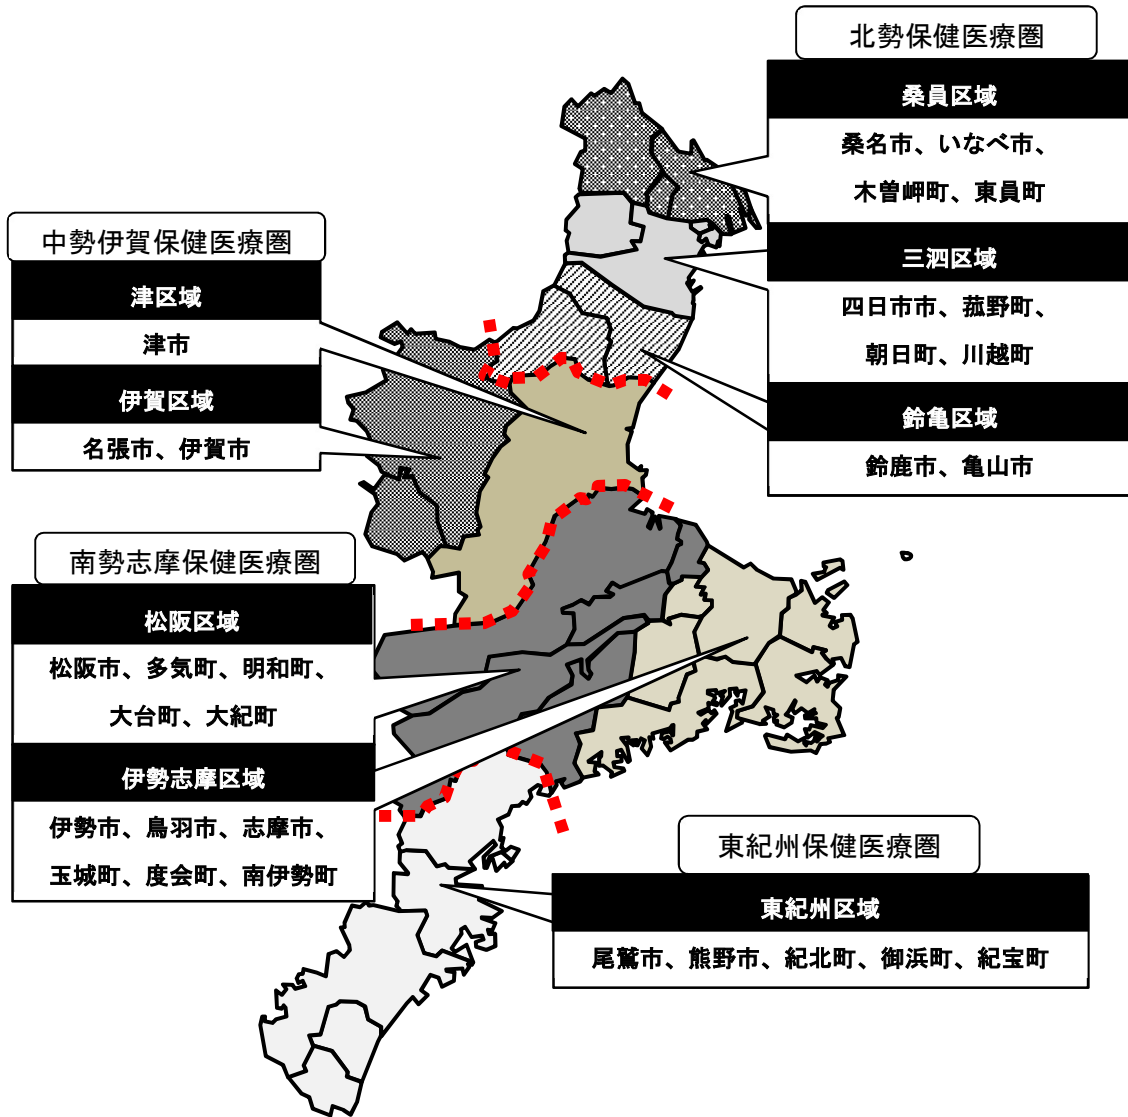 北勢保健医療圏
桑員区域
桑名市、いなべ市、
木曽岬町、東員町
三泗区域
四日市市、菰野町、
朝日町、川越町
鈴亀区域
鈴鹿市、亀山市
中勢伊賀保健医療圏
津区域
津市
伊賀区域
名張市、伊賀市
南勢志摩保健医療圏
松阪区域
松阪市、多気町、明和町、
大台町、大紀町
伊勢志摩区域
伊勢市、鳥羽市、志摩市、
玉城町、度会町、南伊勢町
東紀州保健医療圏
東紀州区域
尾鷲市、熊野市、紀北町、御浜町、紀宝町